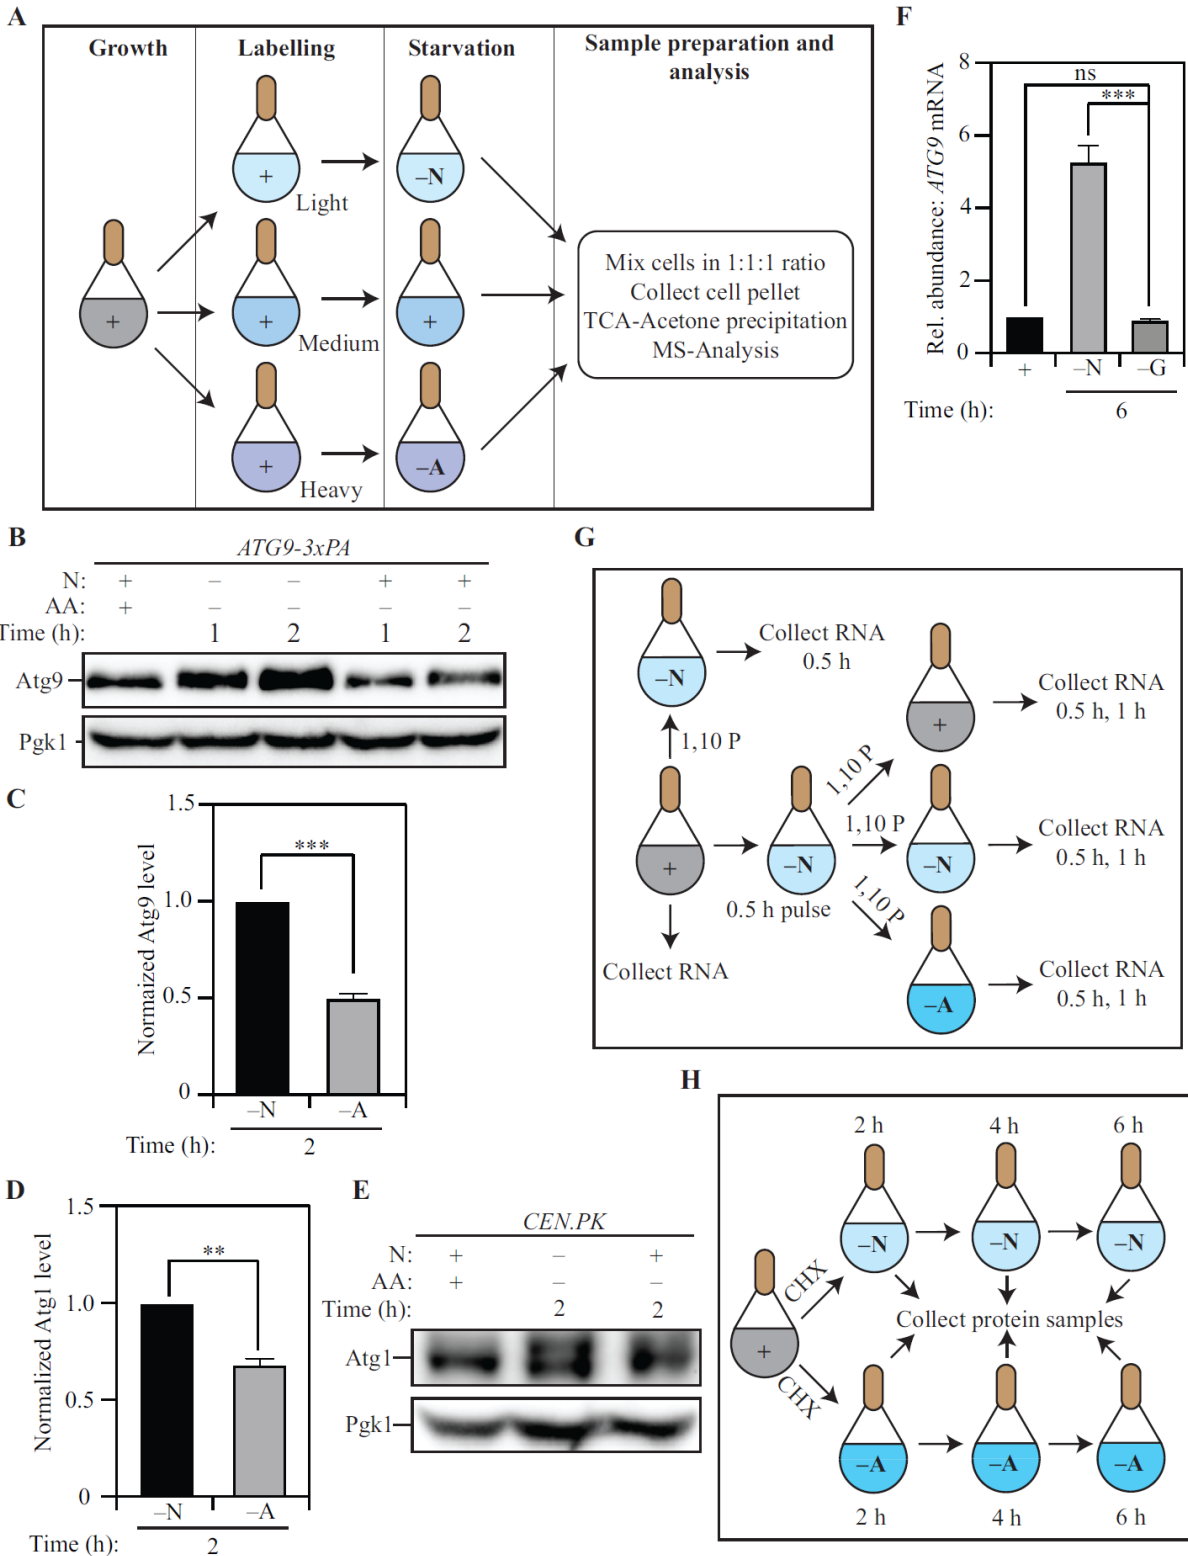 A
Growth
Labelling
Starvation
Sample preparation and
analysis
+
Light
–N
+
+
Medium
+
+
Heavy
–A
Mix cells in 1:1:1 ratio
Collect cell pellet
TCA-Acetone precipitation
MS-Analysis
F
Rel. abundance: ATG9 mRNA
8
6
4
2
0
ns
***
+ –N –G
Time (h): 6
B
ATG9-3xPA
N: + – – + +
AA: + – – – –
Time (h): 1 2 1 2
Atg9
Pgk1
C
Normaized Atg9 level
1.5
1.0
0.5
0
***
–N –A
Time (h): 2
D
Normalized Atg1 level
1.5
1.0
0.5
0
**
–N –A
Time (h): 2
E
CEN.PK
N: + – +
AA: + – –
Time (h): 2 2
Atg1
Pgk1
G
–N
Collect RNA
0.5 h
1,10 P
+
Collect RNA
0.5 h, 1 h
1,10 P
+
–N
0.5 h pulse
1,10 P
–N
Collect RNA
0.5 h, 1 h
1,10 P
–A
Collect RNA
0.5 h, 1 h
Collect RNA
H
2 h 4 h 6 h
–N –N –N
CHX
+
Collect protein samples
CHX
–A –A –A
2 h 4 h 6 h